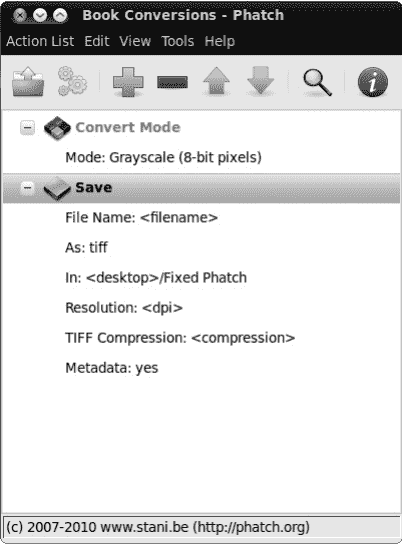 Book Conversions - Phatch
Action List Edit View Tools Help
Convert Mode
Mode: Grayscale (8-bit pixels)
Save
File Name: <filename>
As: tiff
In: <desktop>/Fixed Phatch
Resolution: <dpi>
TIFF Compression: <compression>
Metadata: yes
(c) 2007-2010 www.stani.be (http://phatch.org)